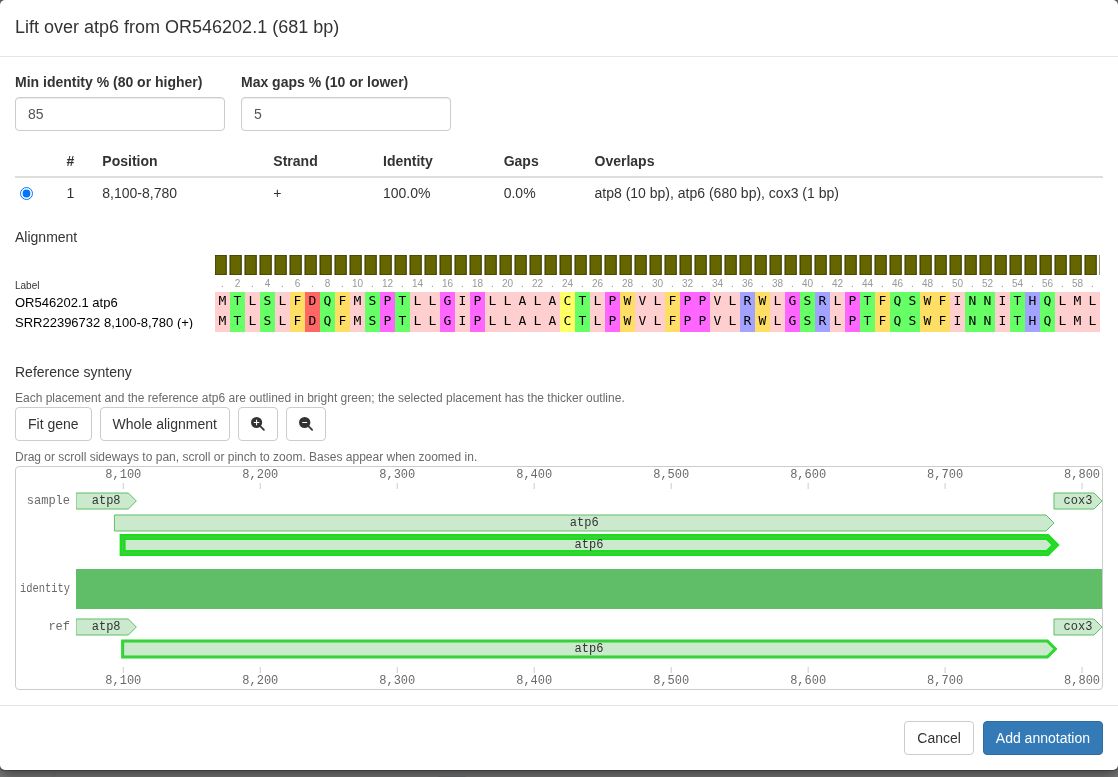 Lift over atp6 from OR546202.1 (681 bp)
Min identity % (80 or higher) Max gaps % (10 or lower)
85 5
# Position Strand Identity Gaps Overlaps
1 8,100-8,780 + 100.0% 0.0% atp8 (10 bp), atp6 (680 bp), cox3 (1 bp)
Alignment
Label . 2 . 4 . 6 . 8 . 10 . 12 . 14 . 16 . 18 . 20 . 22 . 24 . 26 . 28 . 30 . 32 . 34 . 36 . 38 . 40 . 42 . 44 . 46 . 48 . 50 . 52 . 54 . 56 . 58 .
OR546202.1 atp6 M T L S L F D Q F M S P T L L G I P L L A L A C T L P W V L F P P V L R W L G S R L P T F Q S W F I N N I T H Q L M L
SRR22396732 8,100-8,780 (+) M T L S L F D Q F M S P T L L G I P L L A L A C T L P W V L F P P V L R W L G S R L P T F Q S W F I N N I T H Q L M L
Reference synteny
Each placement and the reference atp6 are outlined in bright green; the selected placement has the thicker outline.
Fit gene Whole alignment
Drag or scroll sideways to pan, scroll or pinch to zoom. Bases appear when zoomed in.
8,100 8,200 8,300 8,400 8,500 8,600 8,700 8,800
sample atp8 cox3
atp6
atp6
identity
ref atp8 cox3
atp6
8,100 8,200 8,300 8,400 8,500 8,600 8,700 8,800
Cancel Add annotation